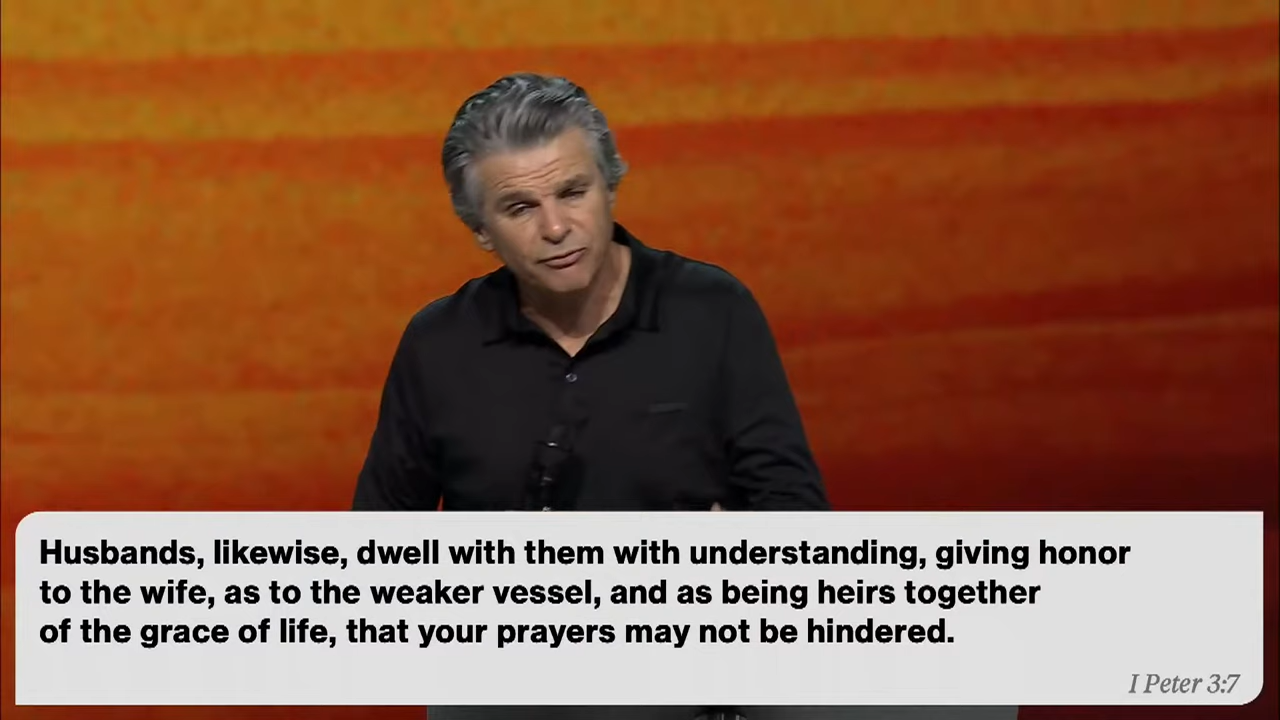 Husbands, likewise, dwell with them with understanding, giving honor
to the wife, as to the weaker vessel, and as being heirs together
of the grace of life, that your prayers may not be hindered.
I Peter 3:7